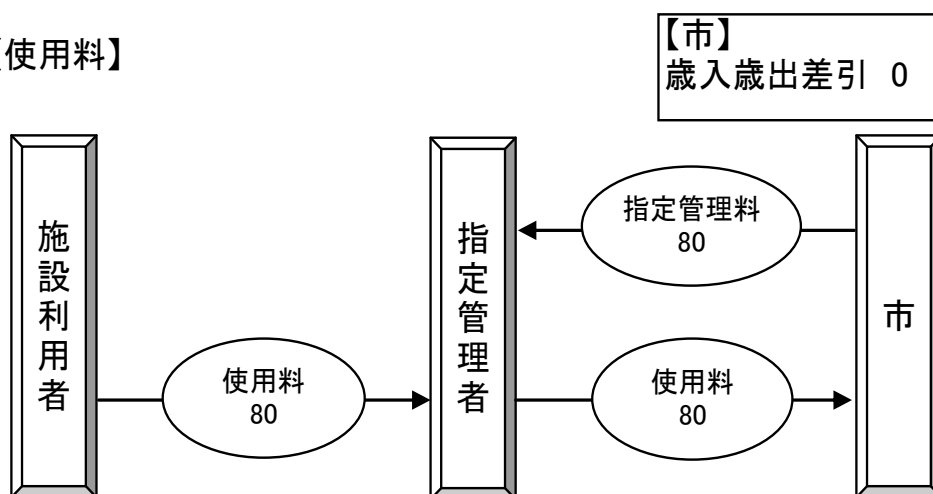 【使用料】
【市】
歳入歳出差引 0
施設利用者
指定管理者
市
指定管理料
80
使用料
80
使用料
80